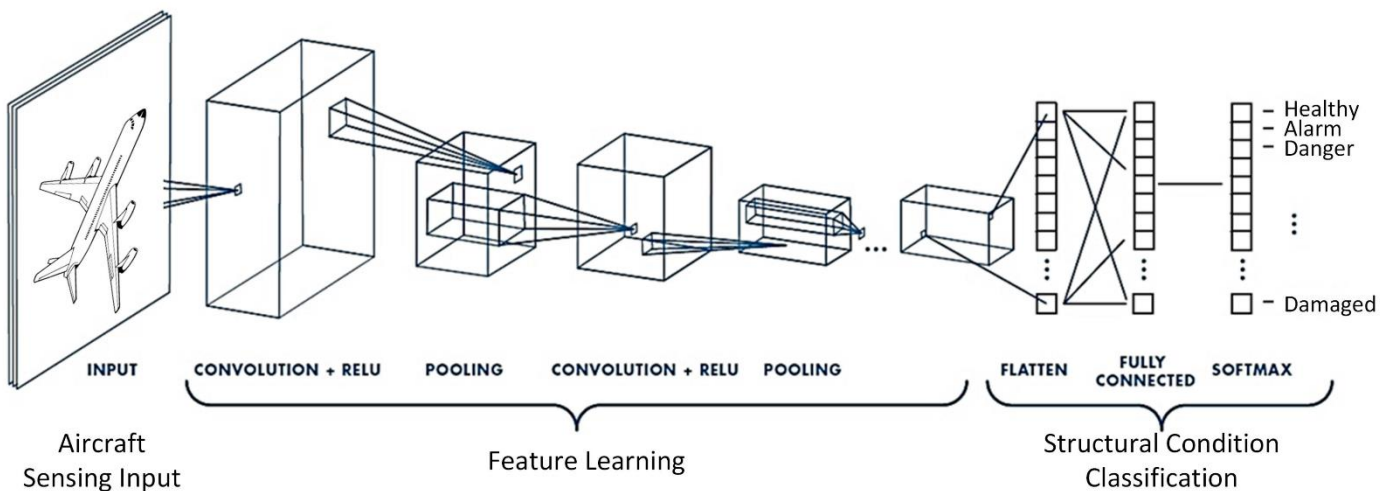 Healthy
Alarm
Danger
Damaged
INPUT
CONVOLUTION + RELU
POOLING
CONVOLUTION + RELU
POOLING
FLATTEN
FULLY
CONNECTED
SOFTMAX
Aircraft
Sensing Input
Feature Learning
Structural Condition
Classification